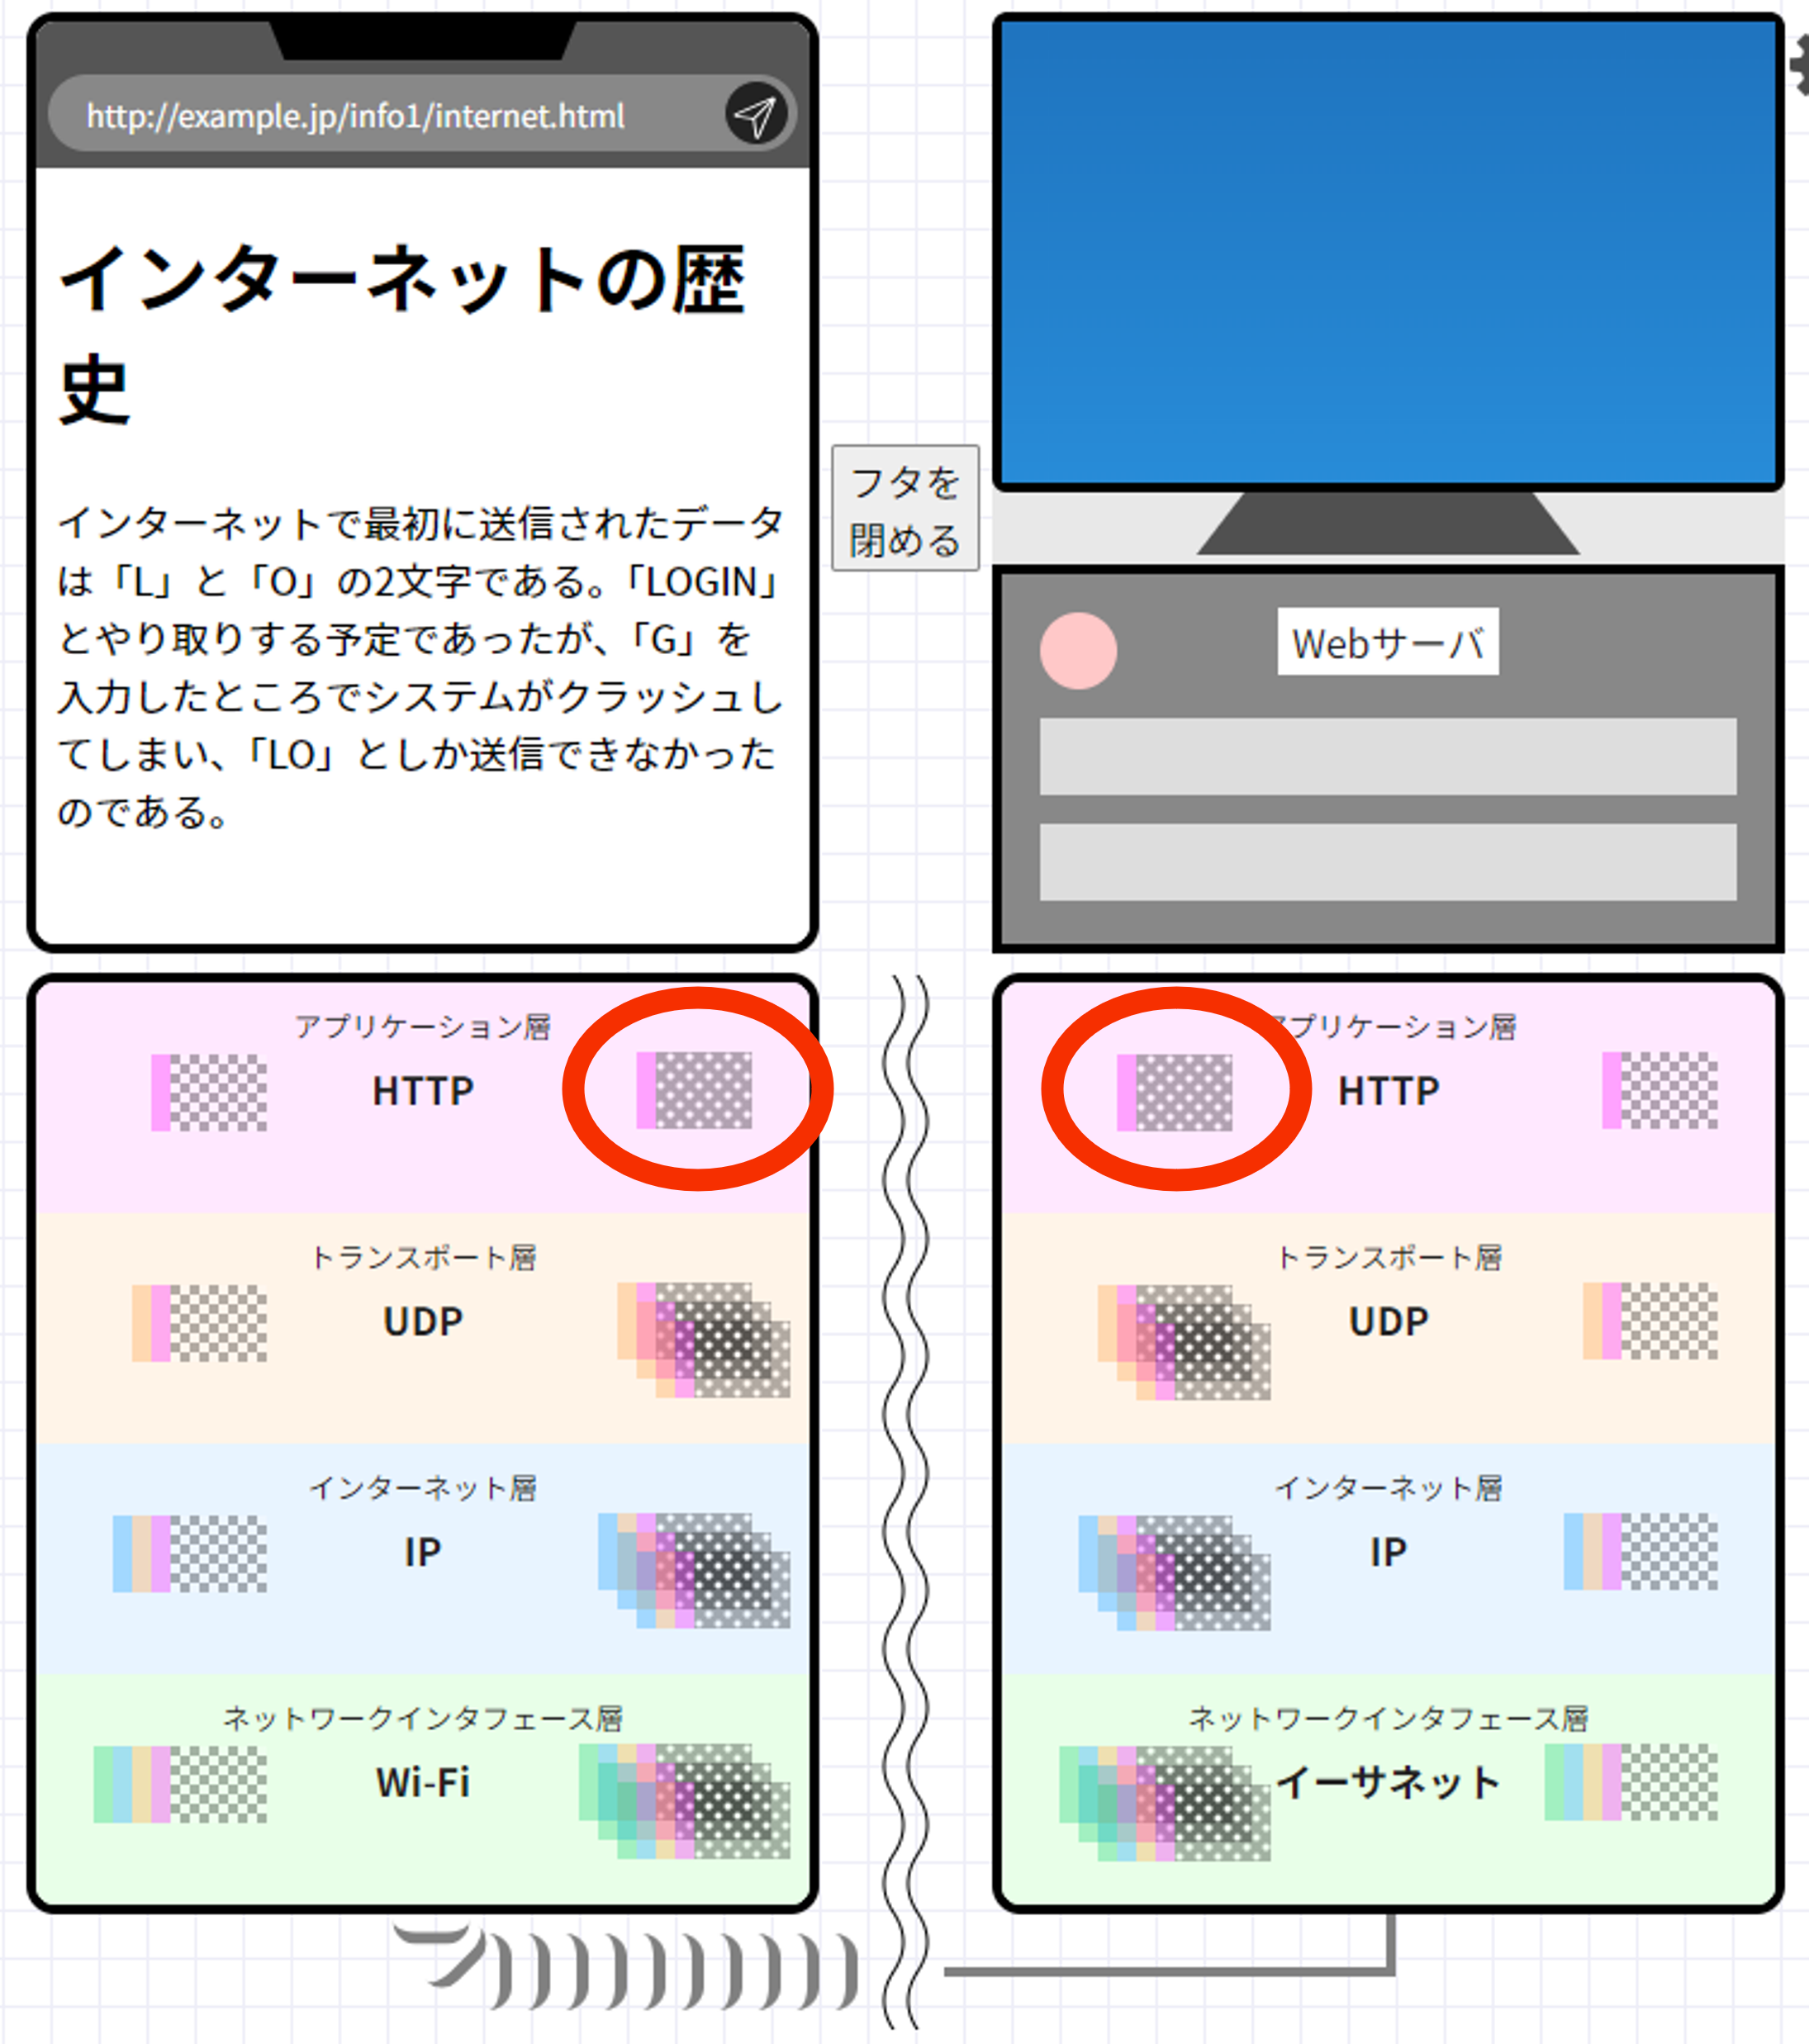 http://example.jp/info1/internet.html
インターネットの歴
史
インターネットで最初に送信されたデータ
は「L」と「O」の2文字である。「LOGIN」
とやり取りする予定であったが、「G」を
入力したところでシステムがクラッシュし
てしまい、「LO」としか送信できなかった
のである。
フタを
閉める
Webサーバ
アプリケーション層
HTTP
トランスポート層
UDP
インターネット層
IP
ネットワークインタフェース層
Wi-Fi
アプリケーション層
HTTP
トランスポート層
UDP
インターネット層
IP
ネットワークインタフェース層
イーサネット